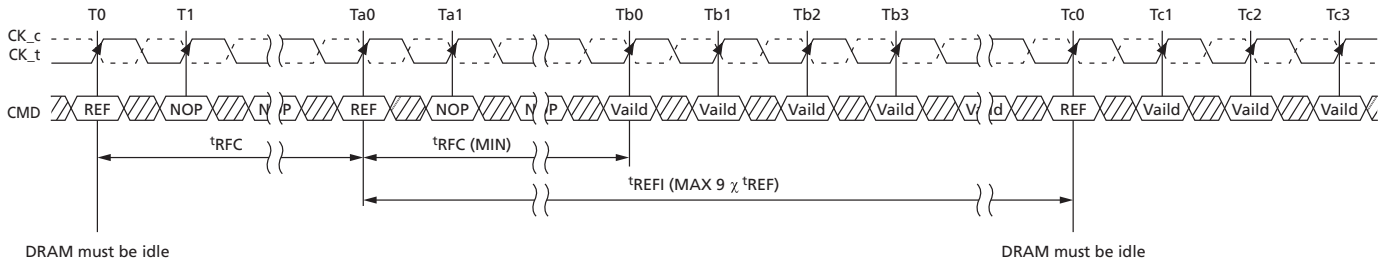 T0 T1 Ta0 Ta1 Tb0 Tb1 Tb2 Tb3 Tc0 Tc1 Tc2 Tc3
CK_c
CK_t
CMD REF NOP N P REF NOP N P Vaild Vaild Vaild Vaild Va d REF Vaild Vaild Vaild
tRFC tRFC (MIN)
tREFI (MAX 9 χ tREF)
DRAM must be idle DRAM must be idle